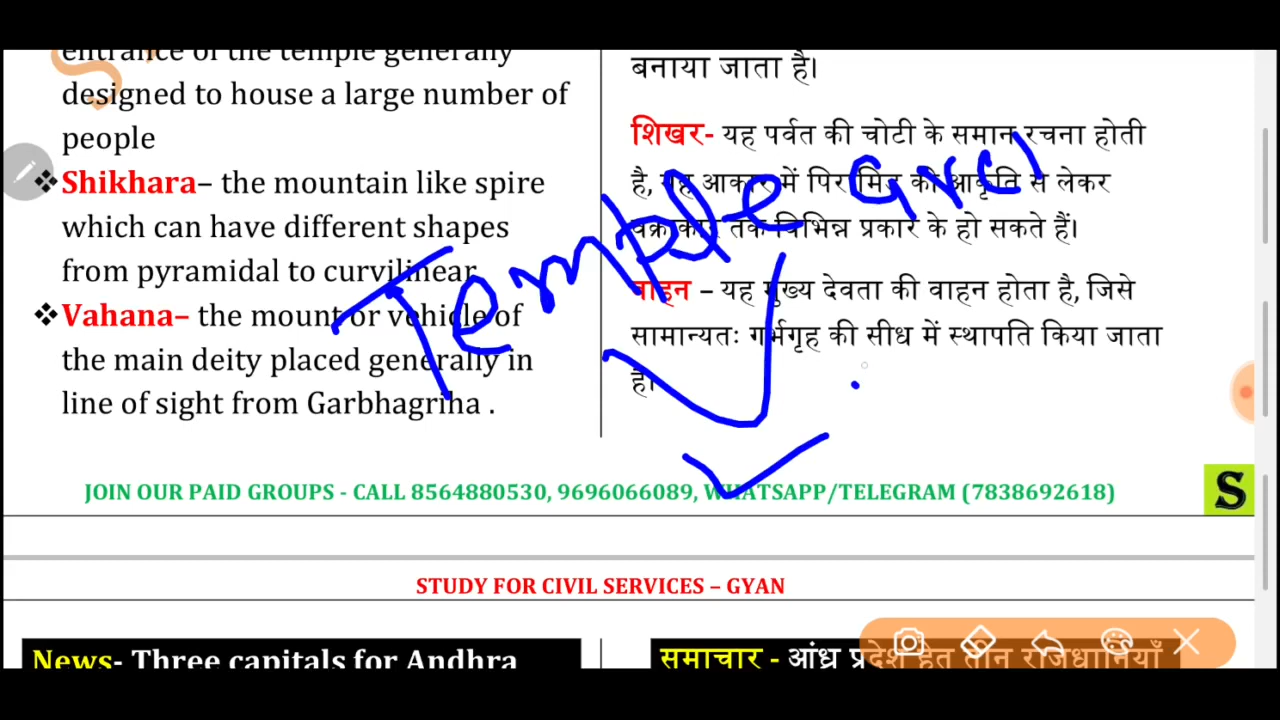 entrance of the temple generally
designed to house a large number of
people
❖ Shikhara– the mountain like spire
which can have different shapes
from pyramidal to curvilinear
❖ Vahana– the mount or vehicle of
the main deity placed generally in
line of sight from Garbhagriha .
बनाया जाता है।
शिखर- यह पर्वत की चोटी के समान रचना होती
है, यह आकार में पिरामिड की आकृति से लेकर
वक्राकार तक विभिन्न प्रकार के हो सकते हैं।
वाहन – यह मुख्य देवता की वाहन होता है, जिसे
सामान्यतः गर्भगृह की सीध में स्थापति किया जाता
है।
Temple
JOIN OUR PAID GROUPS - CALL 8564880530, 9696066089, WHATSAPP/TELEGRAM (7838692618)
S
STUDY FOR CIVIL SERVICES – GYAN
News- Three capitals for Andhra
समाचार - आंध्र प्रदेश हेतु तीन राजधानियाँ